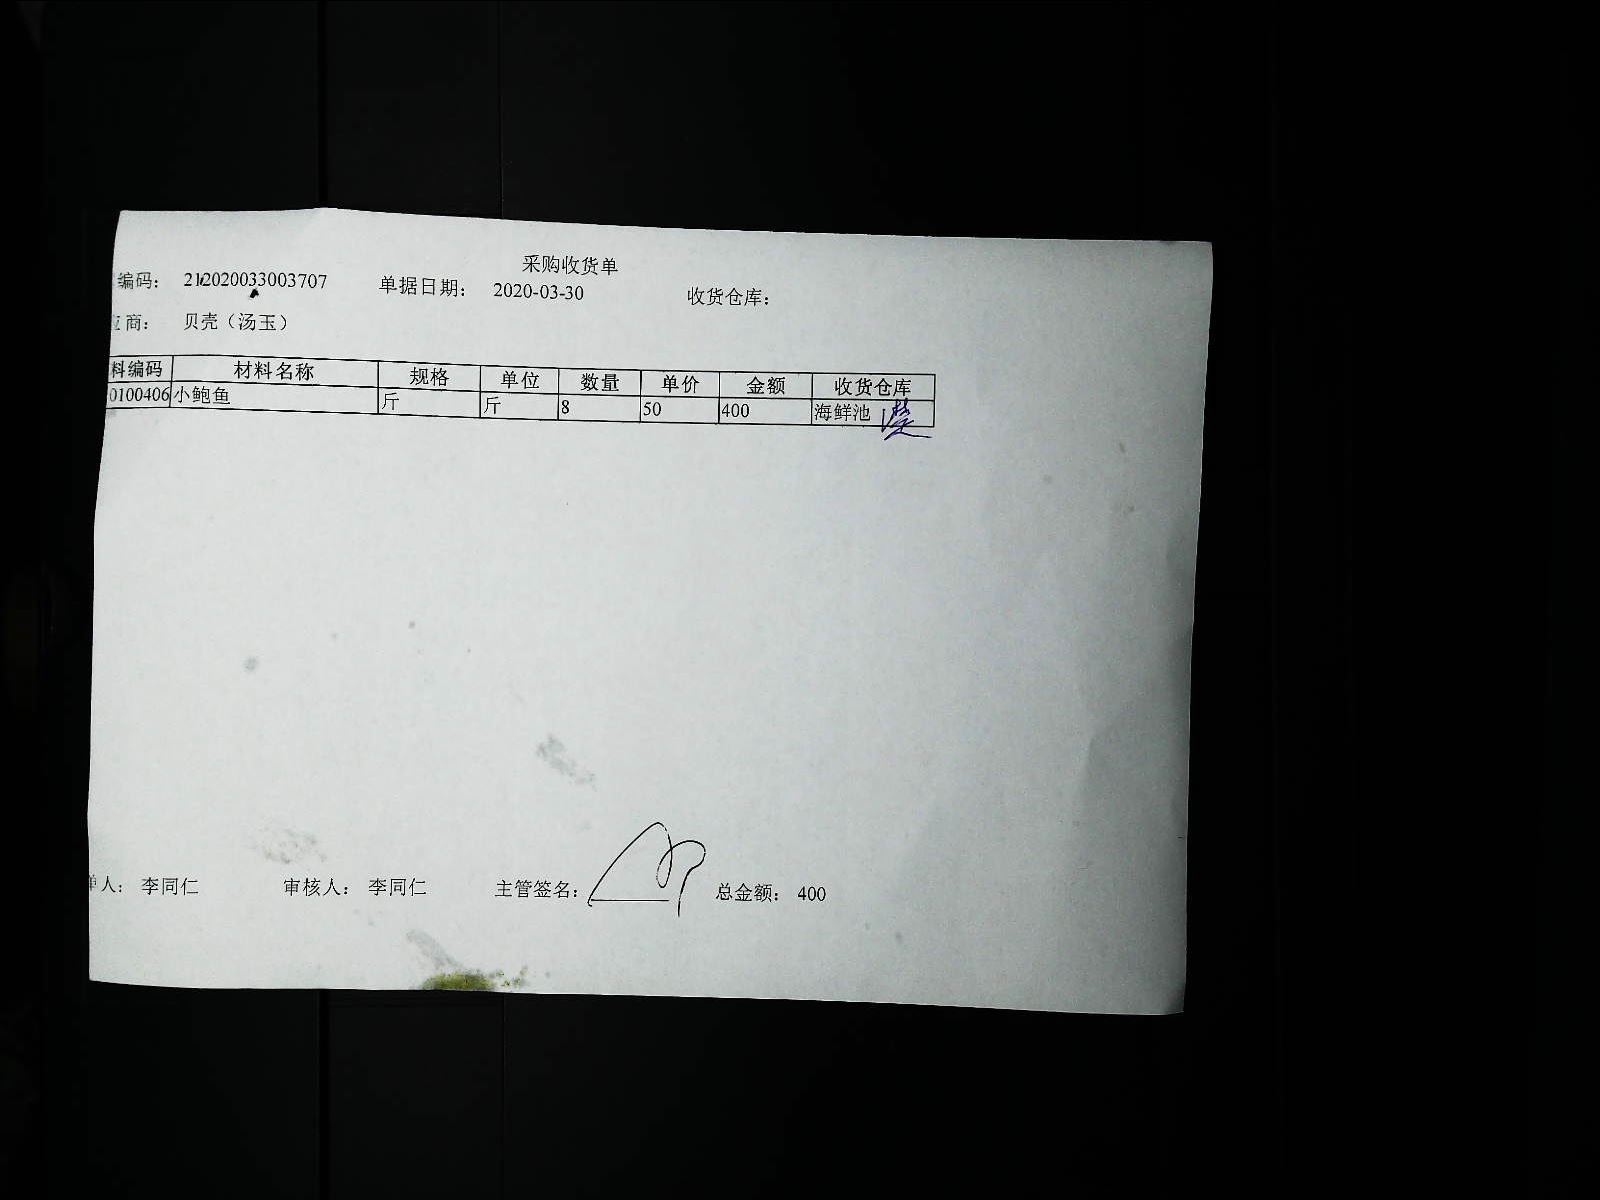 采购收货单
编码： 212020033003707 单据日期： 2020-03-30 收货仓库：
应商： 贝壳（汤玉）
料编码 材料名称 规格 单位 数量 单价 金额 收货仓库
0100406 小鲍鱼 斤 斤 8 50 400 海鲜池
单人： 李同仁 审核人： 李同仁 主管签名： 总金额： 400